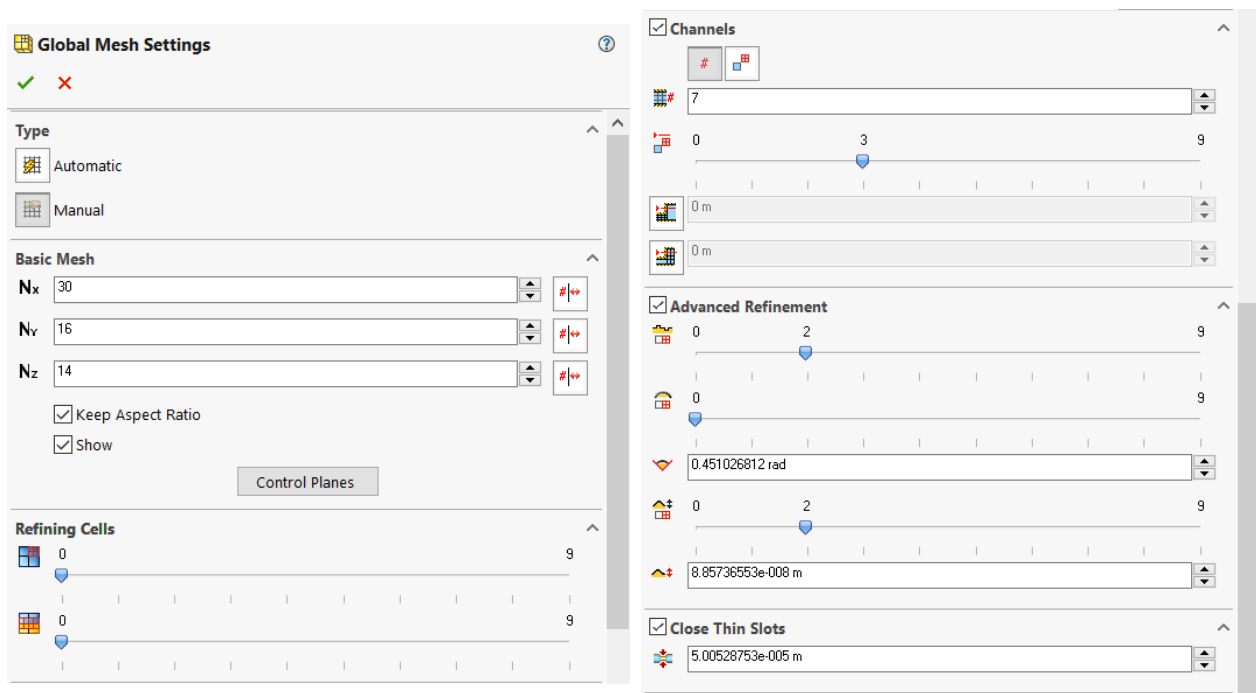 Global Mesh Settings
Type
Automatic
Manual
Basic Mesh
Nx 30
NY 16
Nz 14
Keep Aspect Ratio
Show
Control Planes
Refining Cells
0 9
0 9
Channels
#
# 7
0 3 9
0 m
0 m
Advanced Refinement
0 2 9
0 9
0.451026812 rad
0 2 9
8.85736553e-008 m
Close Thin Slots
5.00528753e-005 m